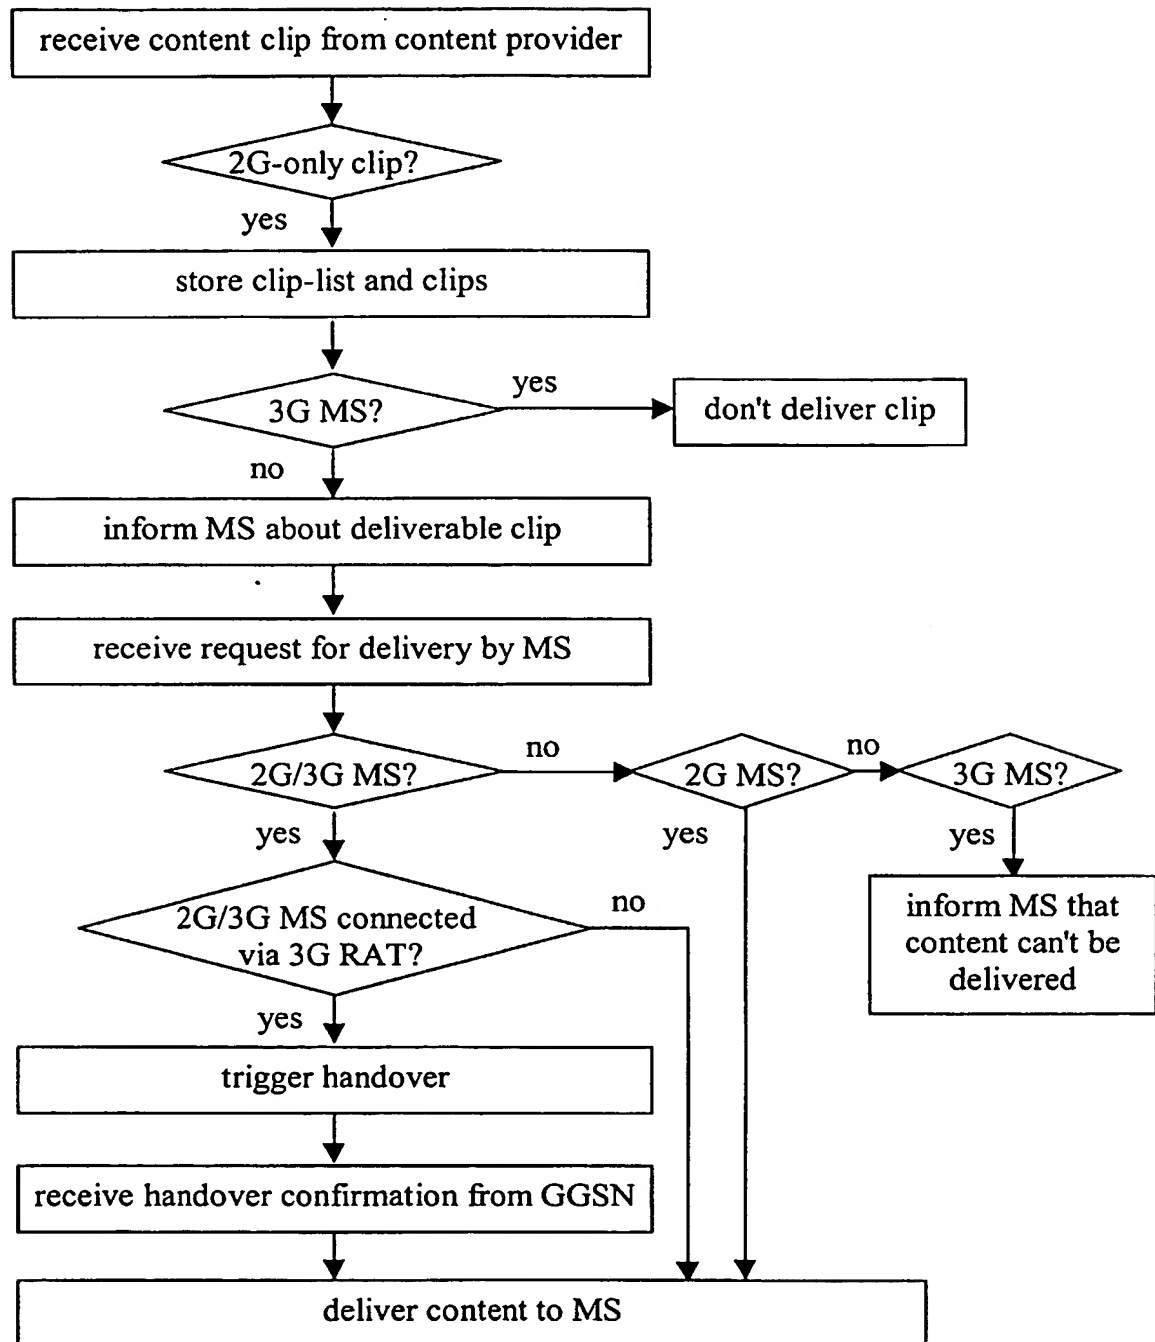 receive content clip from content provider
2G-only clip?
yes
store clip-list and clips
3G MS?
yes
don't deliver clip
no
inform MS about deliverable clip
receive request for delivery by MS
2G/3G MS?
no
2G MS?
no
3G MS?
yes
yes
yes
2G/3G MS connected
via 3G RAT?
no
inform MS that
content can't be
delivered
yes
trigger handover
receive handover confirmation from GGSN
deliver content to MS